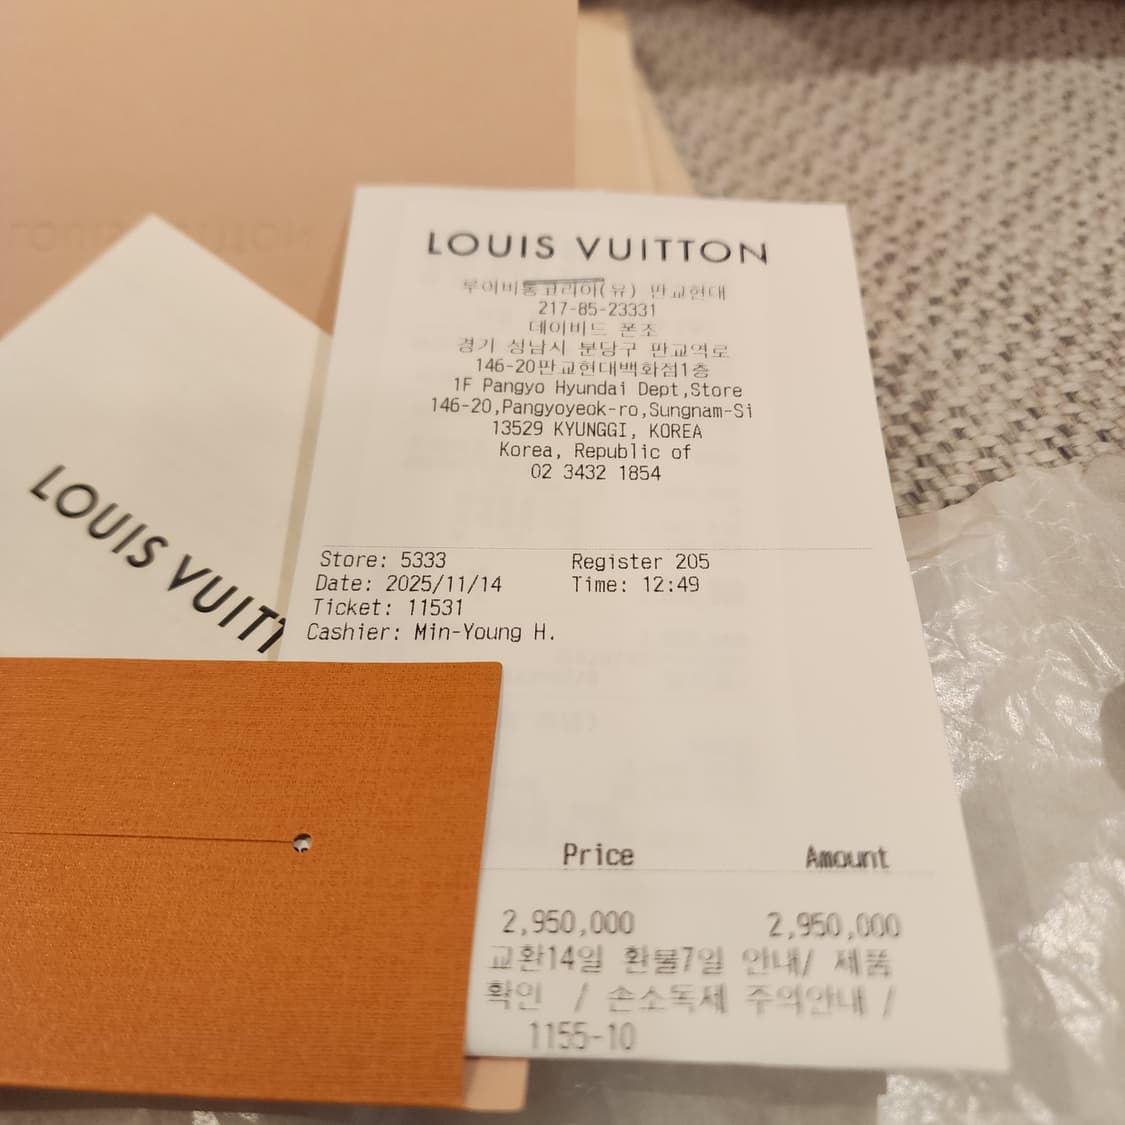 LOUIS VUITTON
LOUIS VUITTON
루이비통코리아(유) 판교현대
217-85-23331
데이비드 폰조
경기 성남시 분당구 판교역로
146-20판교현대백화점1층
1F Pangyo Hyundai Dept,Store
146-20,Pangyoyeok-ro,Sungnam-Si
13529 KYUNGGI, KOREA
Korea, Republic of
02 3432 1854
LOUIS VUITT
Store: 5333 Register 205
Date: 2025/11/14 Time: 12:49
Ticket: 11531
Cashier: Min-Young H.
Price Amount
2,950,000 2,950,000
교환14일 환불7일 안내/ 제품
확인 / 손소독제 주의안내 /
1155-10